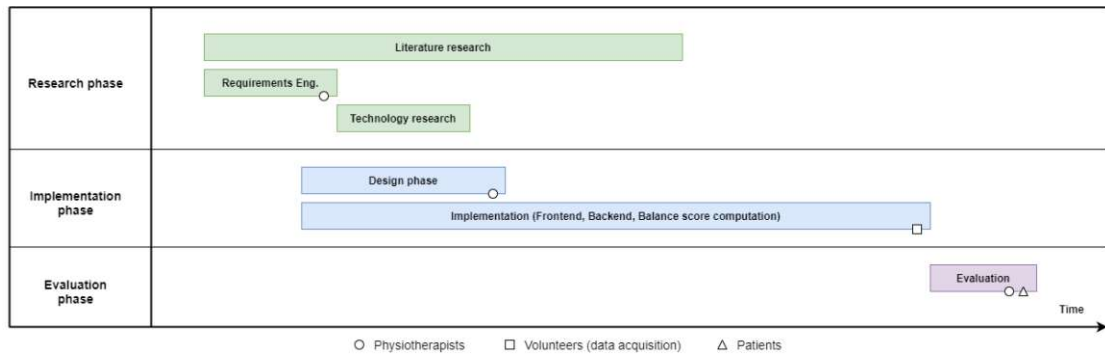 Research phase
Literature research
Requirements Eng.
Technology research
Implementation
phase
Design phase
Implementation (Frontend, Backend, Balance score computation)
Evaluation
phase
Evaluation
Time
Physiotherapists
Volunteers (data acquisition)
Patients